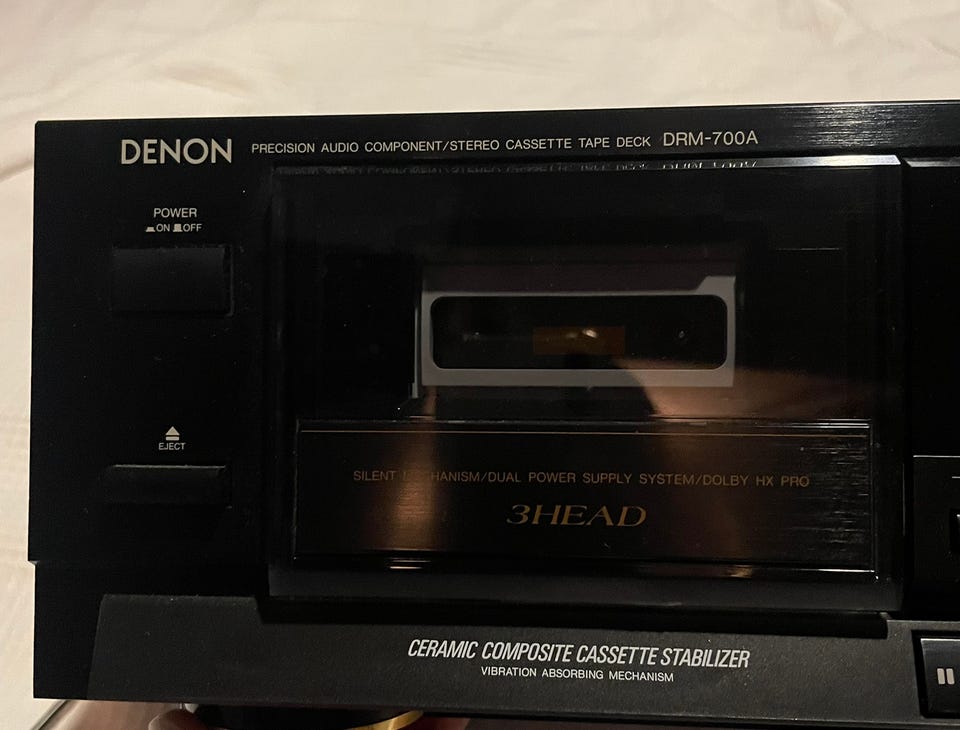 DENON PRECISION AUDIO COMPONENT/STEREO CASSETTE TAPE DECK DRM-700A
POWER
ON OFF
EJECT
SILENT MECHANISM/DUAL POWER SUPPLY SYSTEM/DOLBY HX PRO
3HEAD
CERAMIC COMPOSITE CASSETTE STABILIZER
VIBRATION ABSORBING MECHANISM